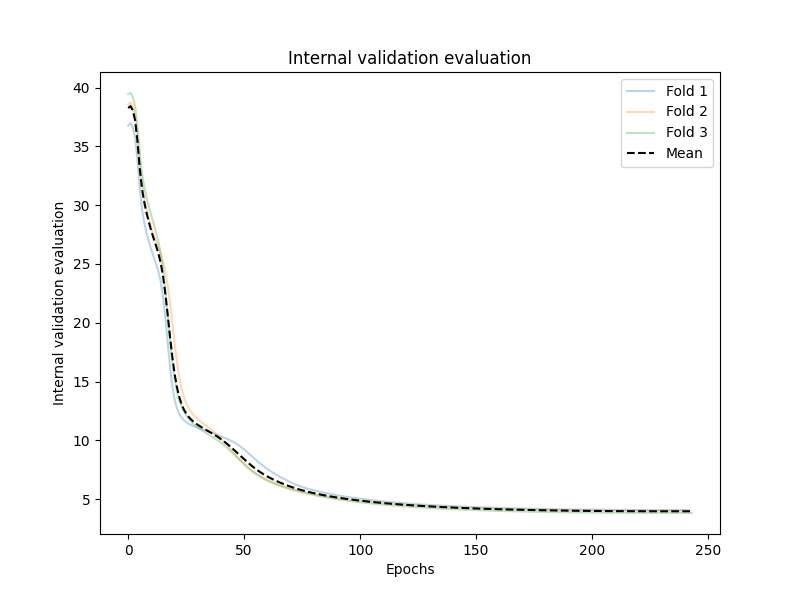 Internal validation evaluation
Internal validation evaluation
40
35
30
25
20
15
10
5
Fold 1
Fold 2
Fold 3
Mean
0 50 100 150 200 250
Epochs